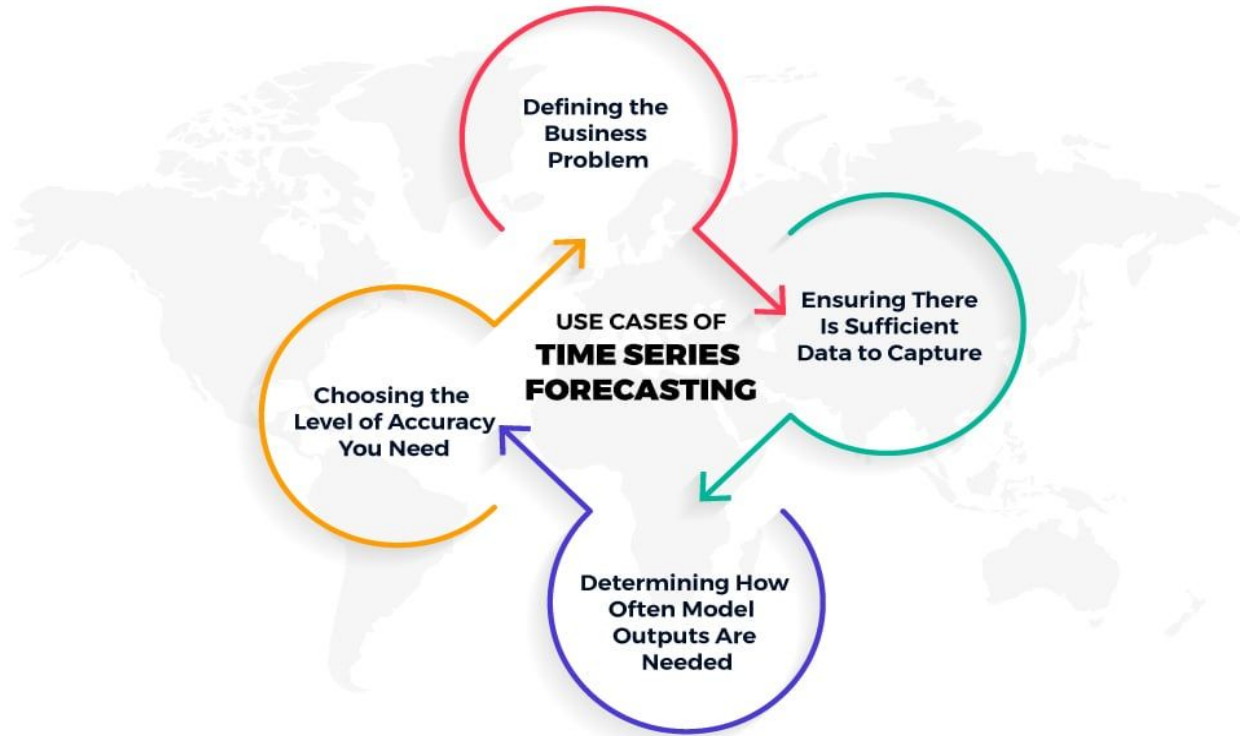 Defining the
Business
Problem
Ensuring There
Is Sufficient
Data to Capture
USE CASES OF
TIME SERIES
FORECASTING
Choosing the
Level of Accuracy
You Need
Determining How
Often Model
Outputs Are
Needed